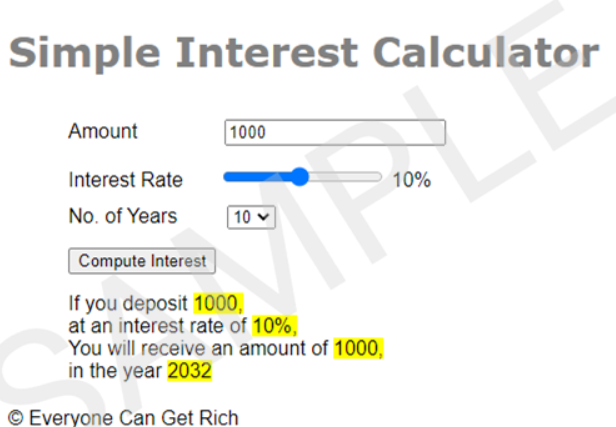 Simple Interest Calculator
Amount 1000
Interest Rate 10%
No. of Years 10
Compute Interest
If you deposit 1000,
at an interest rate of 10%,
You will receive an amount of 1000,
in the year 2032
© Everyone Can Get Rich
SAMPLE